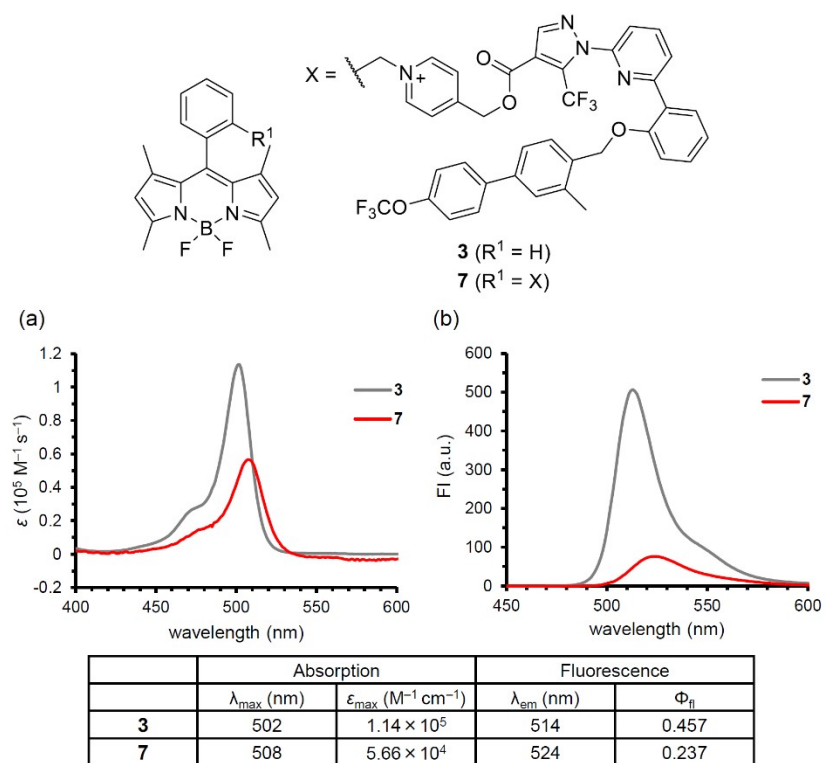 X =
N
+
O
O
N
N
CF₃
N
O
R¹
F₃CO
N
N
B
F
F
3 (R¹ = H)
7 (R¹ = X)
(a)
(b)
1.2
1
0.8
0.6
0.4
0.2
0
-0.2
400
450
500
550
600
ε (10⁵ M⁻¹ s⁻¹)
wavelength (nm)
3
7
600
500
400
300
200
100
0
450
500
550
600
FI (a.u.)
wavelength (nm)
3
7
Absorption Fluorescence
λmax (nm) εmax (M⁻¹ cm⁻¹) λem (nm) Φfl
3 502 1.14 × 10⁵ 514 0.457
7 508 5.66 × 10⁴ 524 0.237